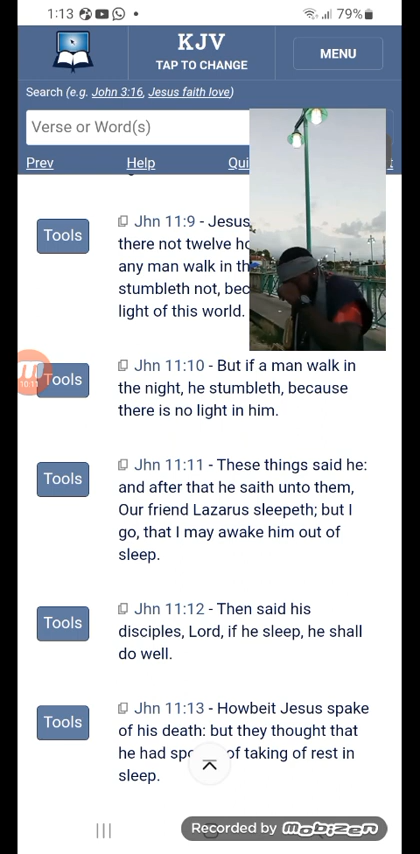 1:13
79%
KJV
TAP TO CHANGE
MENU
Search (e.g. John 3:16, Jesus faith love)
Verse or Word(s)
Prev Help Qui t
Tools
Jhn 11:9 - Jesus
there not twelve ho
any man walk in th
stumbleth not, bec
light of this world.
10:11
Tools
Jhn 11:10 - But if a man walk in
the night, he stumbleth, because
there is no light in him.
Tools
Jhn 11:11 - These things said he:
and after that he saith unto them,
Our friend Lazarus sleepeth; but I
go, that I may awake him out of
sleep.
Tools
Jhn 11:12 - Then said his
disciples, Lord, if he sleep, he shall
do well.
Tools
Jhn 11:13 - Howbeit Jesus spake
of his death: but they thought that
he had spo of taking of rest in
sleep.
Recorded by mobizen